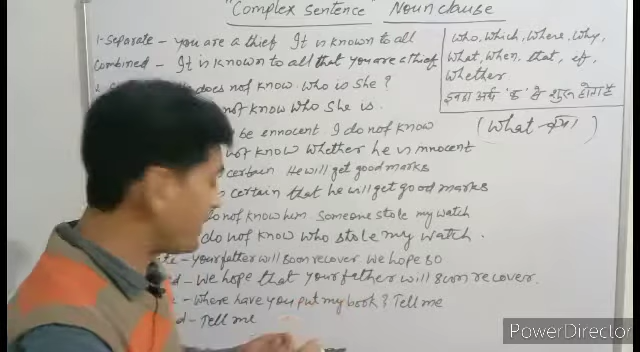 "Complex Sentence" Noun clause
1- Separate - You are a thief It is known to all
Combined - It is known to all that you are a thief
does not know. Who is She?
not know who she is.
be ennocent. I do not know
not know whether he is innocent
certain He will get good marks
certain that he will get good marks
do not know him. Someone stole my watch
do not know who stole my watch.
- Your father will soon recover. We hope so
- We hope that your father will soon recover.
- Where have you put my book? Tell me
- Tell me
Who, Which, Where, Why,
What, When, that, if,
Whether
इनका अर्थ 'क' से शुरू होता है
(What - क्या)
PowerDirector